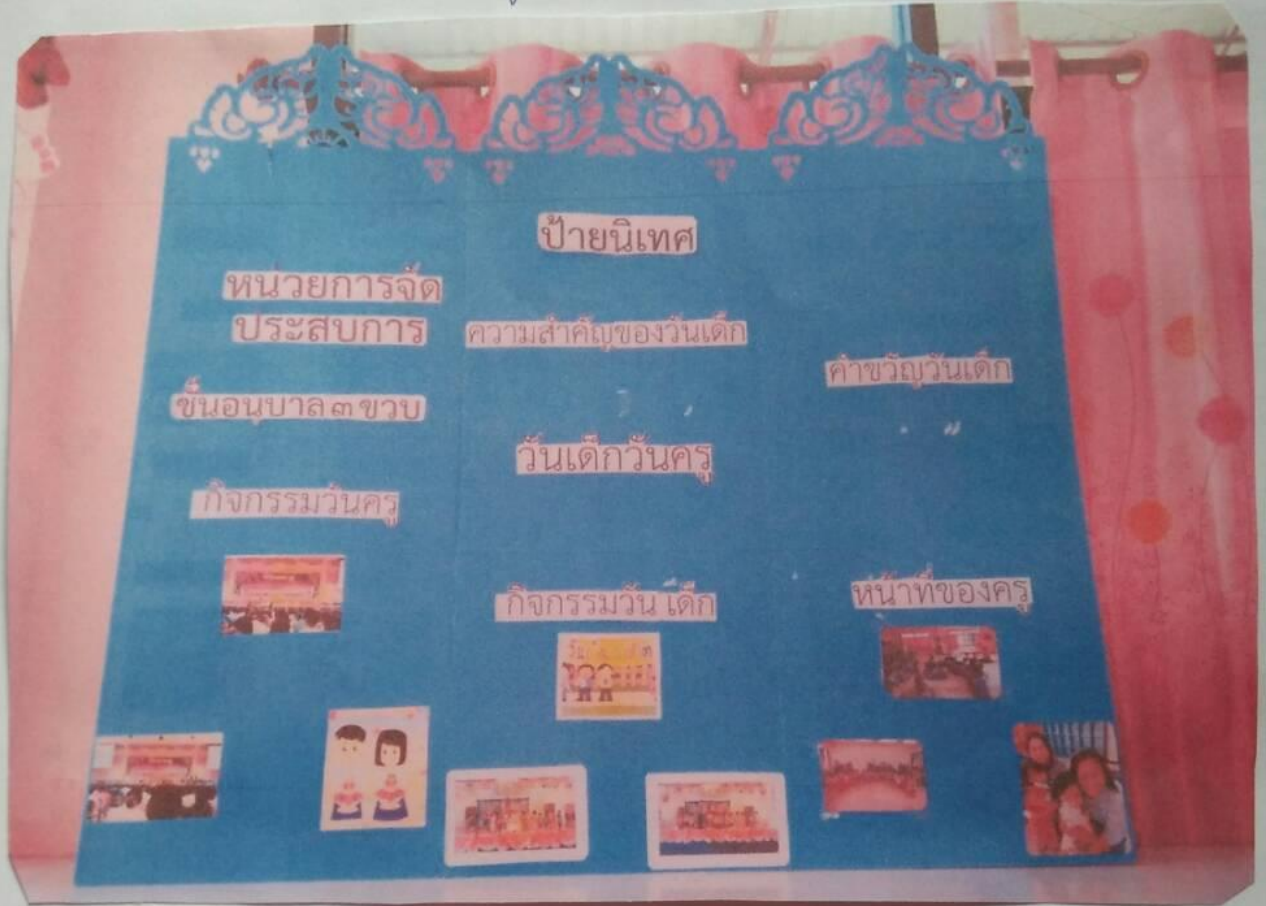 ป้ายนิเทศ
หน่วยการจัด
ประสบการ
ความสำคัญของวันเด็ก
คำขวัญวันเด็ก
ชั้นอนุบาล ๓ ขวบ
วันเด็กวันครู
กิจกรรมวันครู
กิจกรรมวัน เด็ก
หน้าที่ของครู